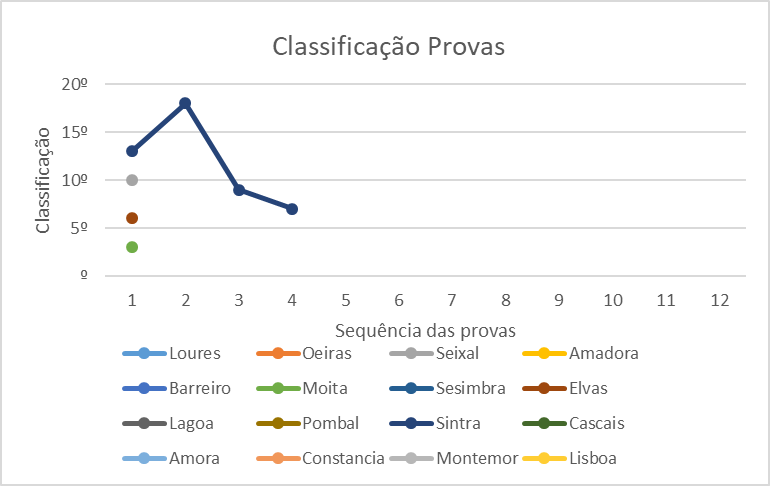 Classificação Provas
20º
15º
10º
5º
º
Classificação
1 2 3 4 5 6 7 8 9 10 11 12
Sequência das provas
Loures Oeiras Seixal Amadora
Barreiro Moita Sesimbra Elvas
Lagoa Pombal Sintra Cascais
Amora Constancia Montemor Lisboa